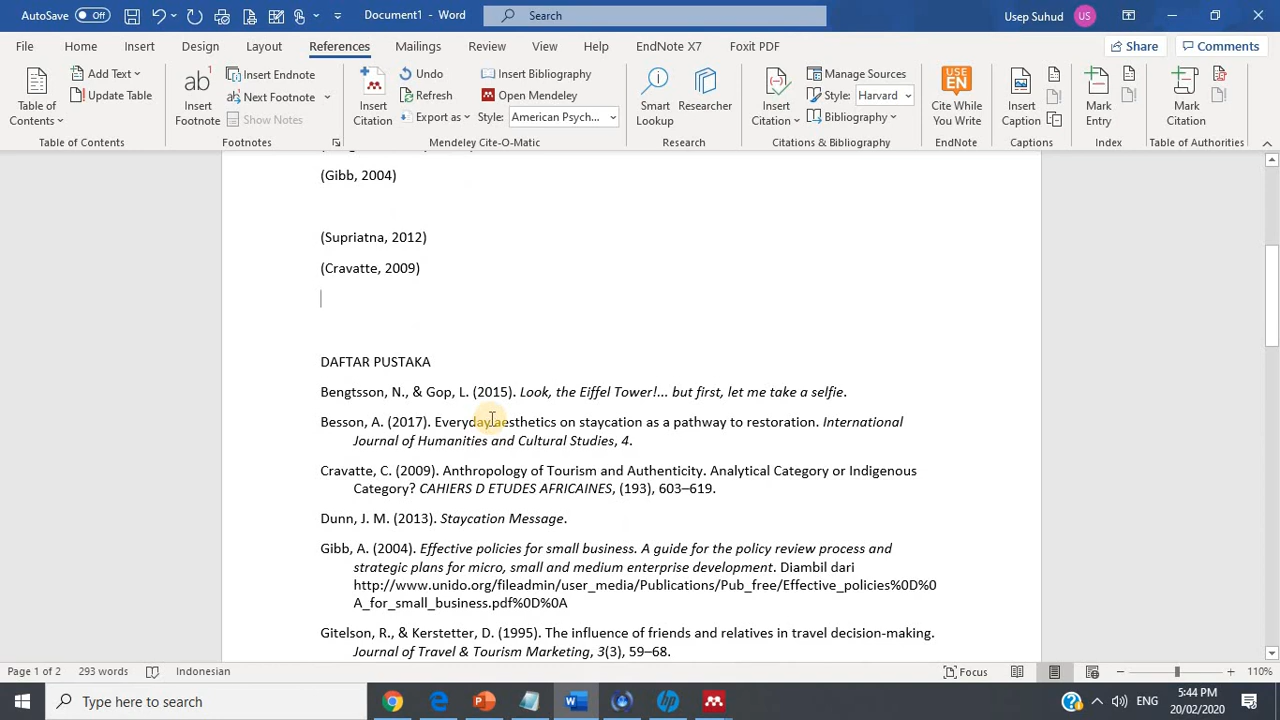 AutoSave Off Document1 - Word Search Usep Suhud US
File Home Insert Design Layout References Mailings Review View Help EndNote X7 Foxit PDF Share Comments
Table of Contents
Add Text
Update Table
Table of Contents
ab1
Insert Footnote
Insert Endnote
Next Footnote
Show Notes
Footnotes
Insert Citation
Undo
Refresh
Export as
Insert Bibliography
Open Mendeley
Style: American Psych...
Mendeley Cite-O-Matic
Smart Lookup
Researcher
Research
Insert Citation
Manage Sources
Style: Harvard
Bibliography
Citations & Bibliography
USE EN
Cite While You Write
EndNote
Insert Caption
Captions
Mark Entry
Index
Mark Citation
Table of Authorities
(Gibb, 2004)
(Supriatna, 2012)
(Cravatte, 2009)
DAFTAR PUSTAKA
Bengtsson, N., & Gop, L. (2015). Look, the Eiffel Tower!... but first, let me take a selfie.
Besson, A. (2017). Everyday aesthetics on staycation as a pathway to restoration. International
Journal of Humanities and Cultural Studies, 4.
Cravatte, C. (2009). Anthropology of Tourism and Authenticity. Analytical Category or Indigenous
Category? CAHIERS D ETUDES AFRICAINES, (193), 603–619.
Dunn, J. M. (2013). Staycation Message.
Gibb, A. (2004). Effective policies for small business. A guide for the policy review process and
strategic plans for micro, small and medium enterprise development. Diambil dari
http://www.unido.org/fileadmin/user_media/Publications/Pub_free/Effective_policies%0D%0
A_for_small_business.pdf%0D%0A
Gitelson, R., & Kerstetter, D. (1995). The influence of friends and relatives in travel decision-making.
Journal of Travel & Tourism Marketing, 3(3), 59–68.
Page 1 of 2 293 words Indonesian Focus 110%
Type here to search ENG 5:44 PM
20/02/2020